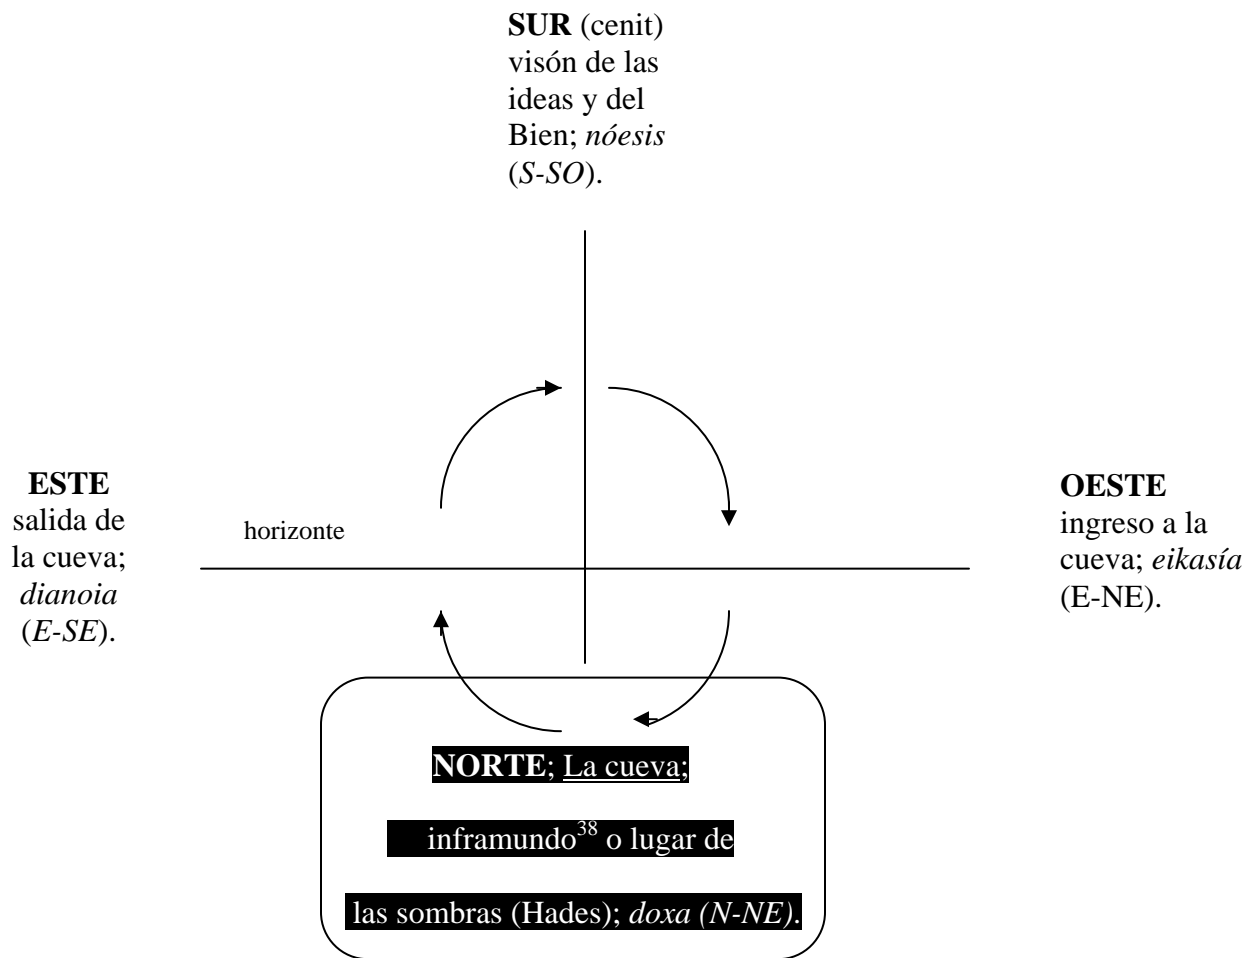 SUR (cenit)
visón de las
ideas y del
Bien; nóesis
(S-SO).
ESTE
salida de
la cueva;
dianoia
(E-SE).
horizonte
OESTE
ingreso a la
cueva; eikasía
(E-NE).
NORTE; La cueva;
inframundo38 o lugar de
las sombras (Hades); doxa (N-NE).